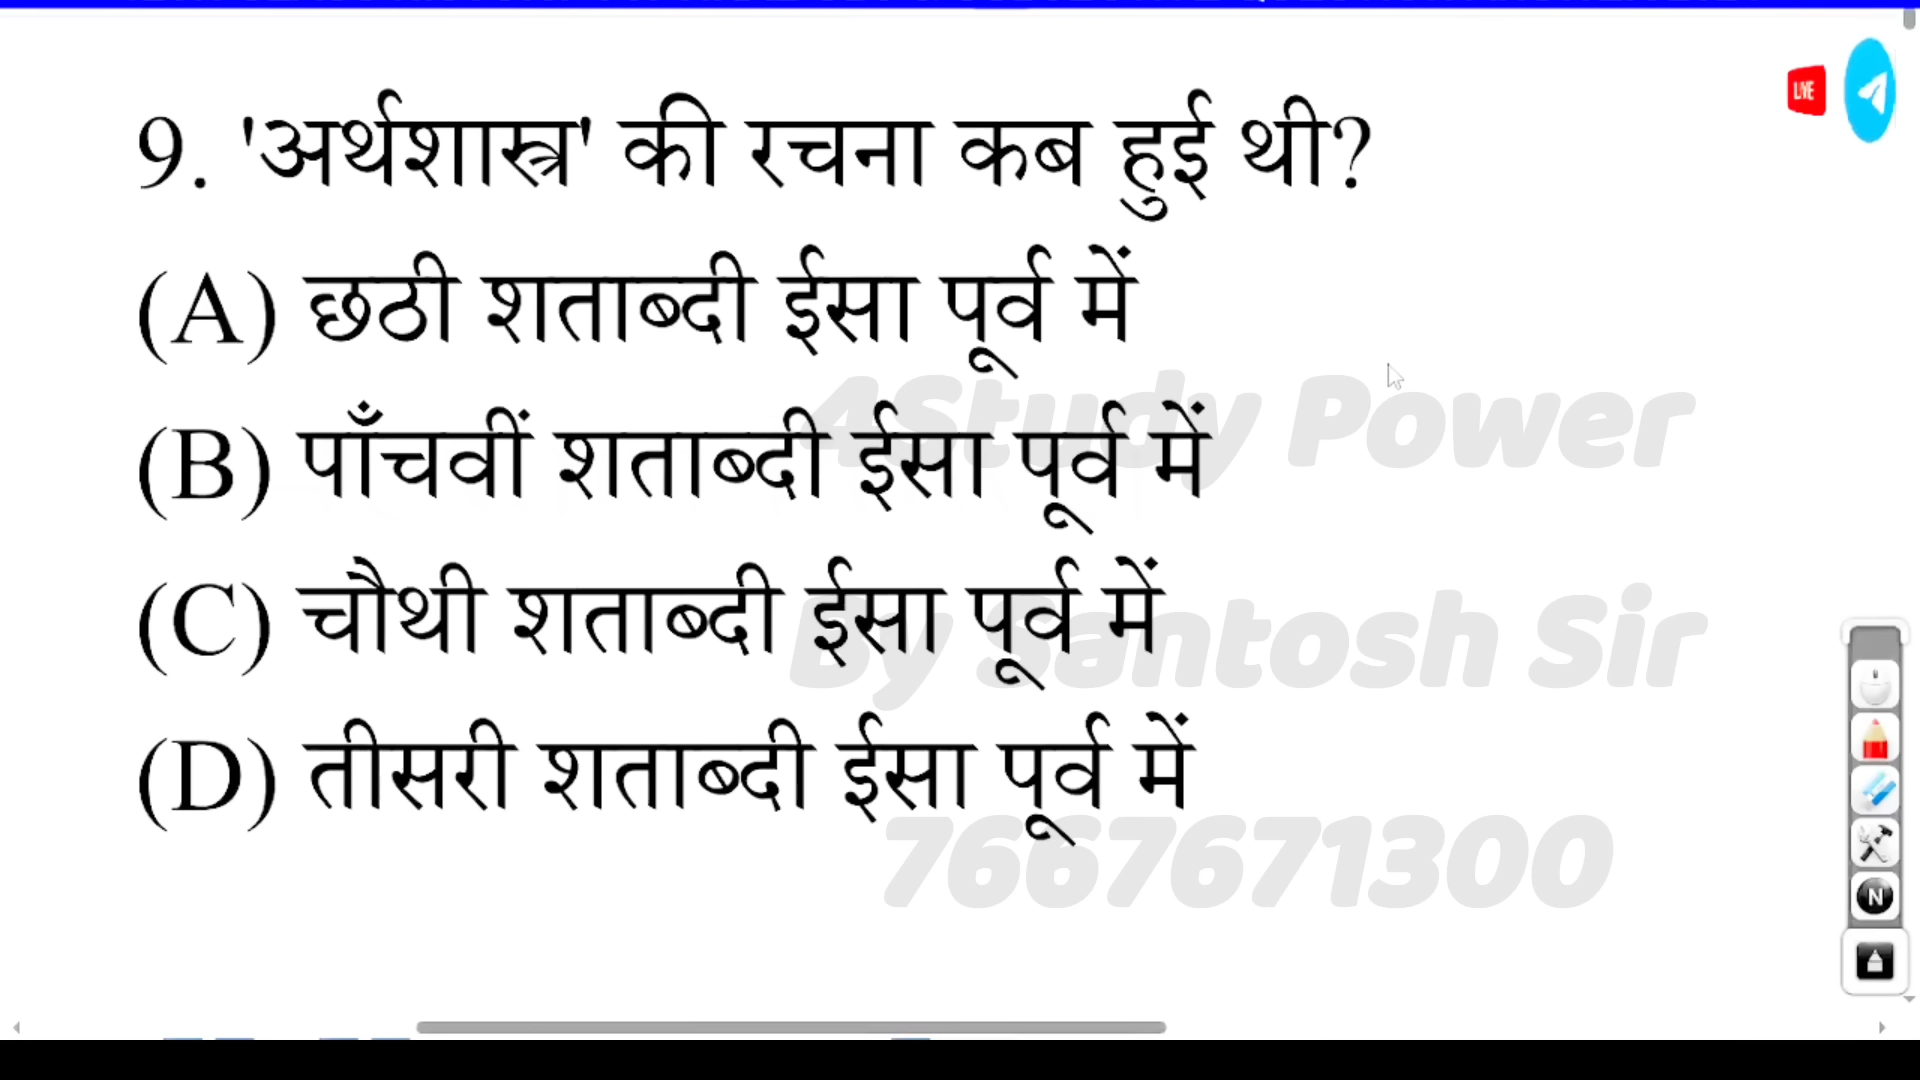 LIVE
9. 'अर्थशास्त्र' की रचना कब हुई थी?
(A) छठी शताब्दी ईसा पूर्व में
(B) पाँचवीं शताब्दी ईसा पूर्व में
(C) चौथी शताब्दी ईसा पूर्व में
(D) तीसरी शताब्दी ईसा पूर्व में
4Study Power
By Santosh Sir
7667671300
N